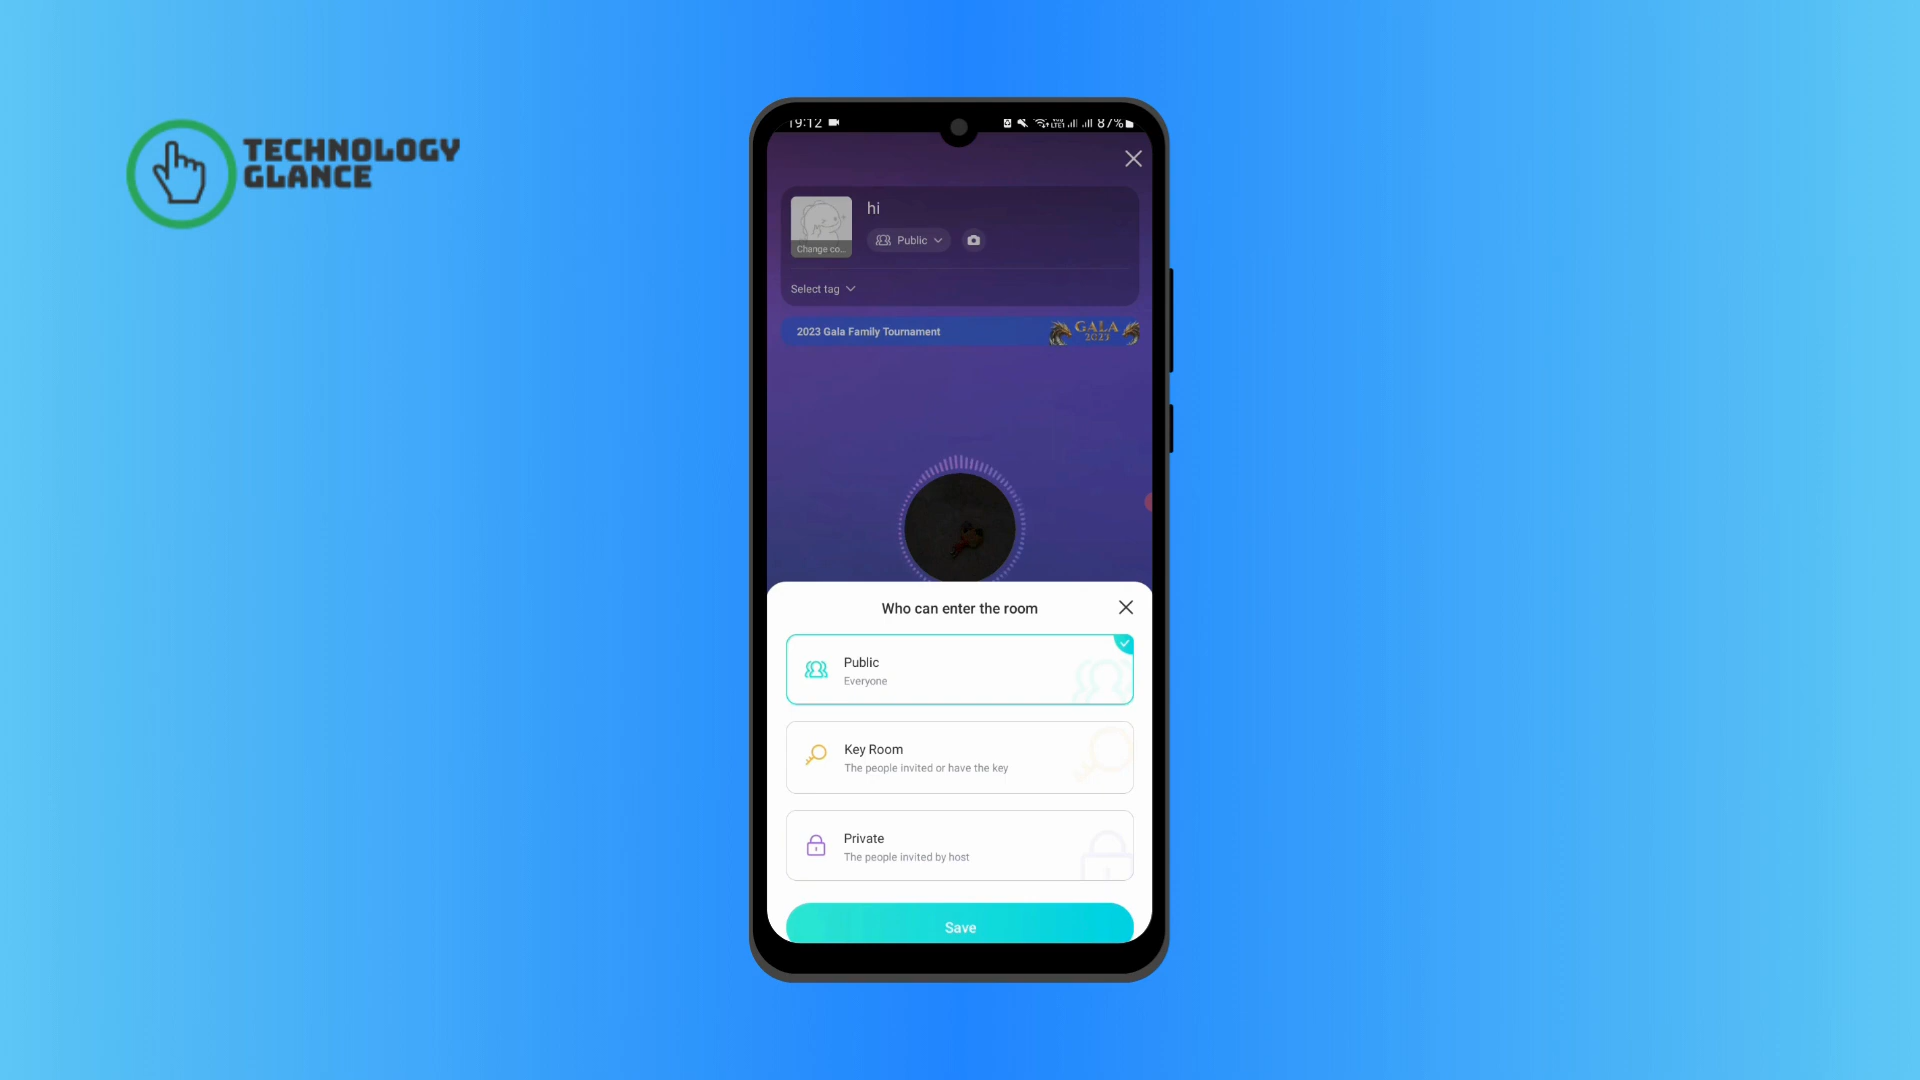 TECHNOLOGY
GLANCE
19:12
87%
hi
Change co...
Public
Select tag
2023 Gala Family Tournament
GALA
2023
Who can enter the room
Public
Everyone
Key Room
The people invited or have the key
Private
The people invited by host
Save